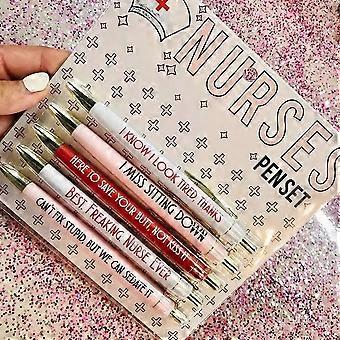 NURSES
PEN SET
I KNOW I LOOK TIRED, THANKS
I'LL MISS SITTING DOWN
HERE TO SAVE YOUR BUTT, NOT KISS IT
BEST FREAKING NURSE EVER
CAN'T FIX STUPID, BUT WE CAN SEDATE IT